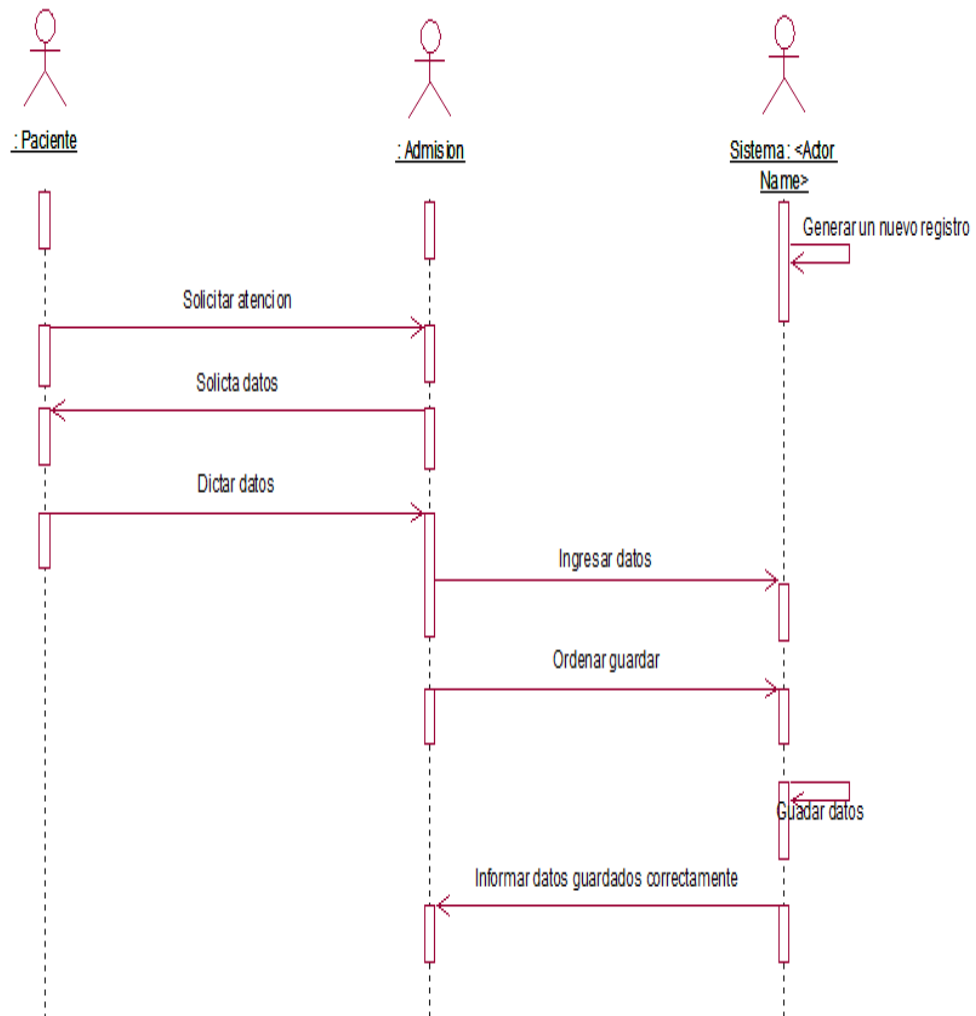 : Paciente
: Admision
Sistema : <Actor
Name>
Generar un nuevo registro
Solicitar atencion
Solicta datos
Dictar datos
Ingresar datos
Ordenar guardar
Guadar datos
Informar datos guardados correctamente